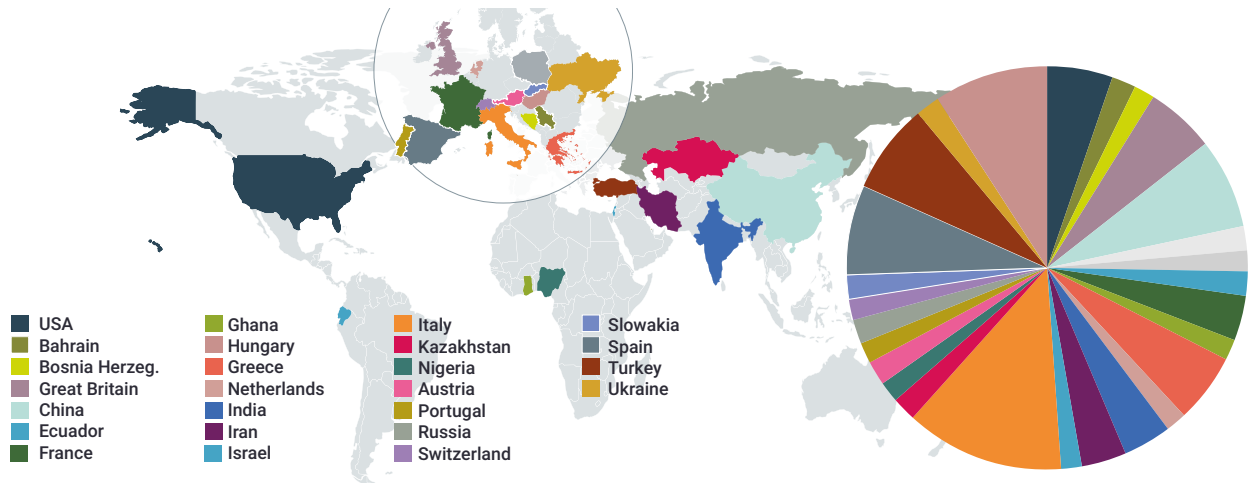 USA
Bahrain
Bosnia Herzeg.
Great Britain
China
Ecuador
France
Ghana
Hungary
Greece
Netherlands
India
Iran
Israel
Italy
Kazakhstan
Nigeria
Austria
Portugal
Russia
Switzerland
Slowakia
Spain
Turkey
Ukraine